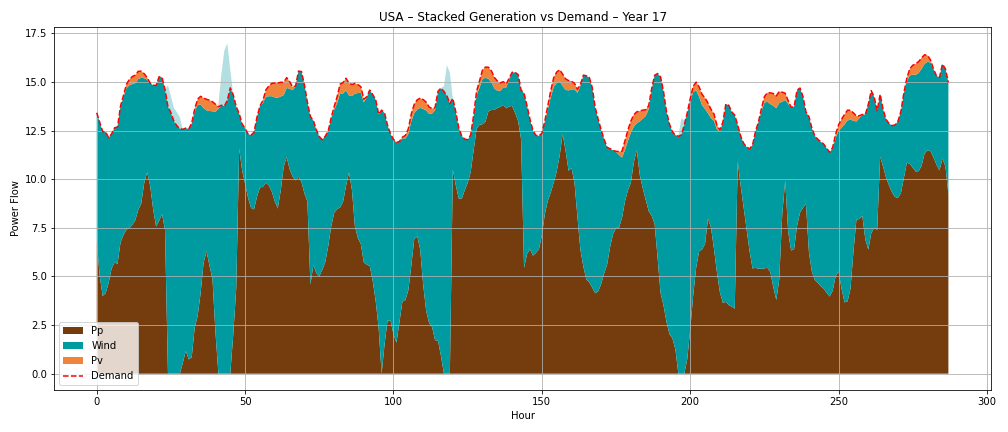 USA – Stacked Generation vs Demand – Year 17
Power Flow
17.5
15.0
12.5
10.0
7.5
5.0
2.5
0.0
Pp
Wind
Pv
Demand
0 50 100 150 200 250 300
Hour